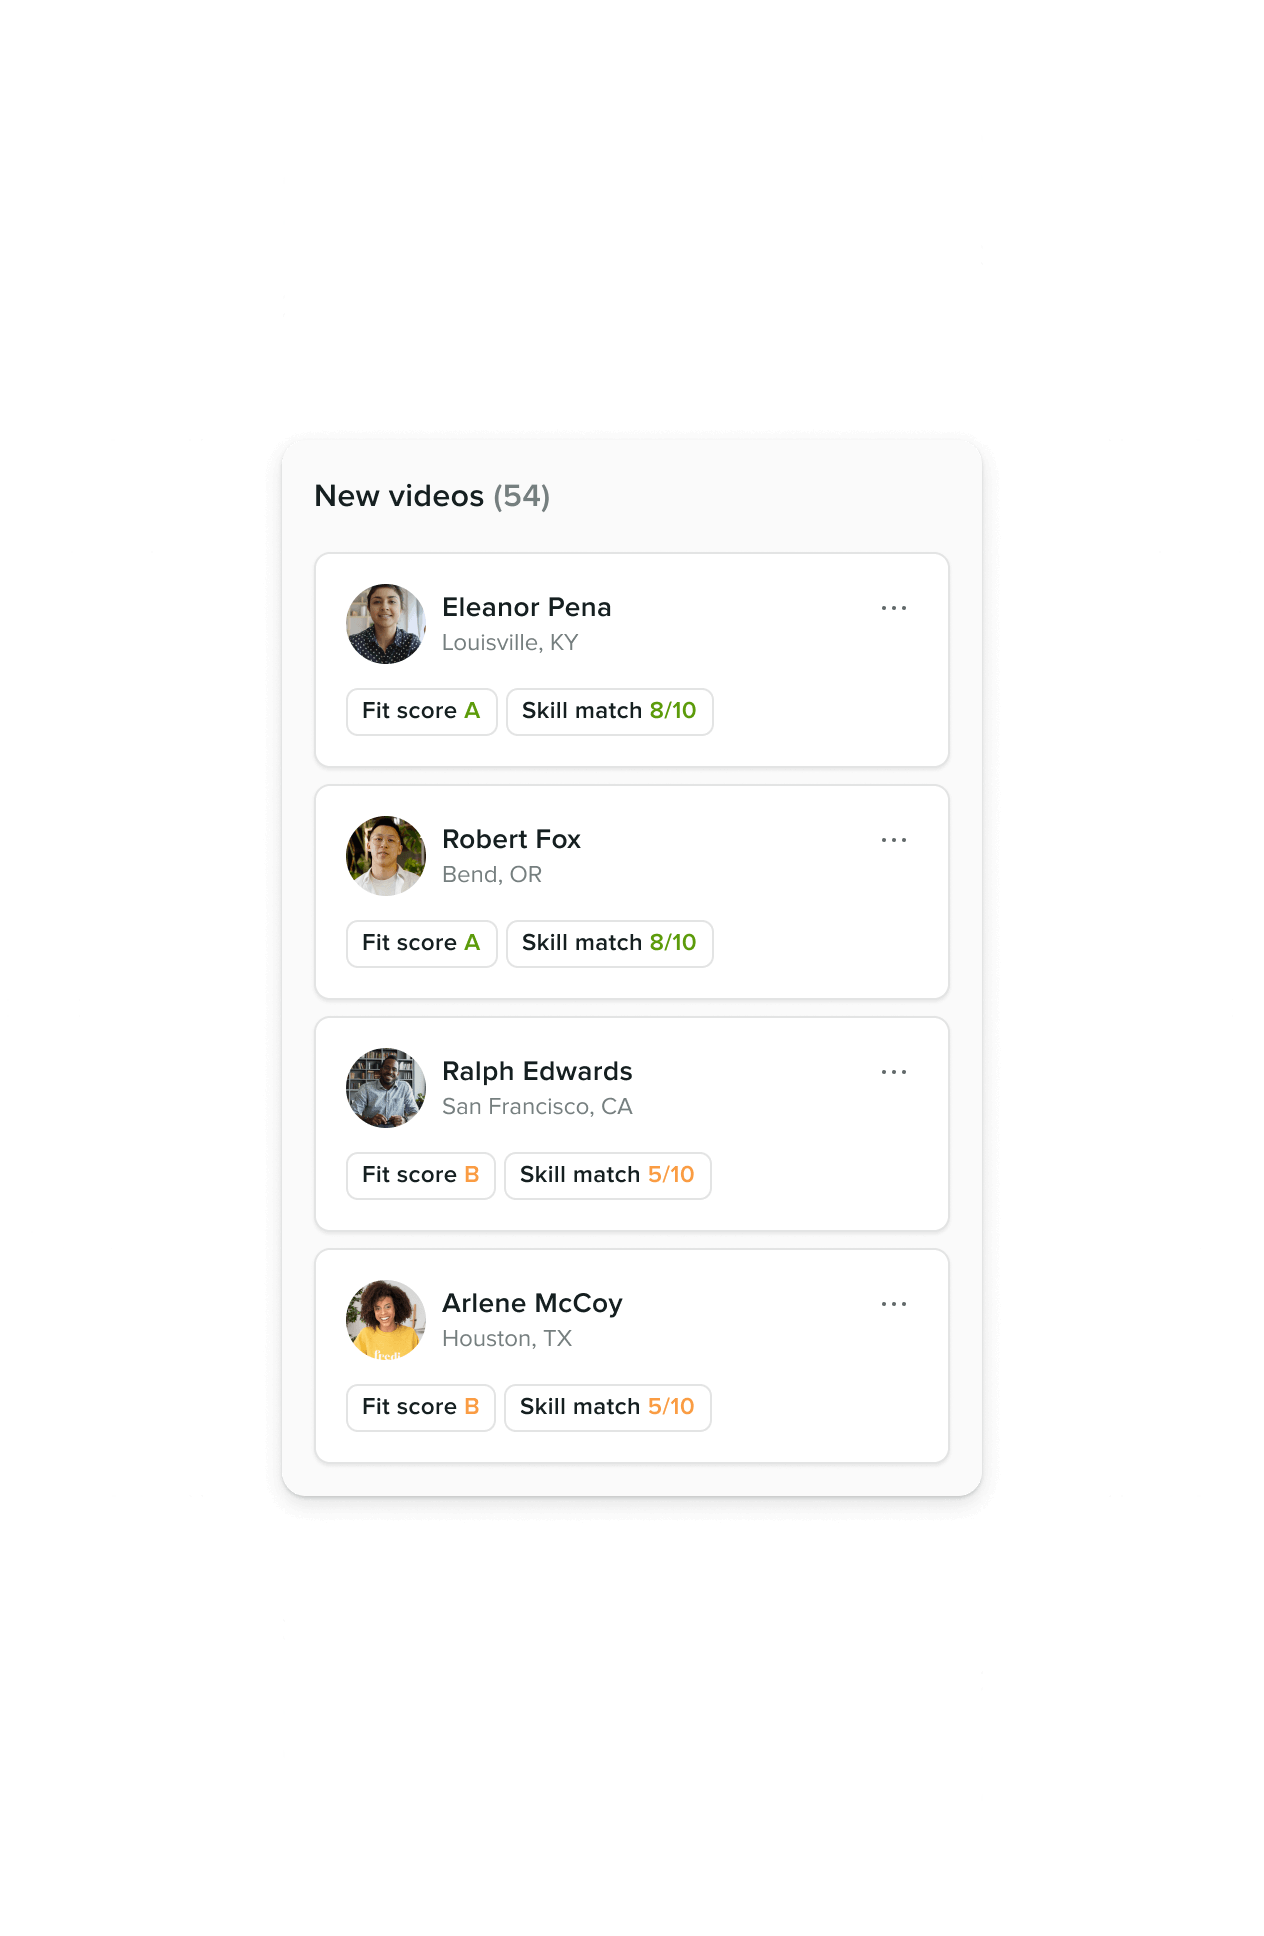 New videos (54)
Eleanor Pena
Louisville, KY
Fit score A
Skill match 8/10
Robert Fox
Bend, OR
Fit score A
Skill match 8/10
Ralph Edwards
San Francisco, CA
Fit score B
Skill match 5/10
Arlene McCoy
Houston, TX
Fit score B
Skill match 5/10